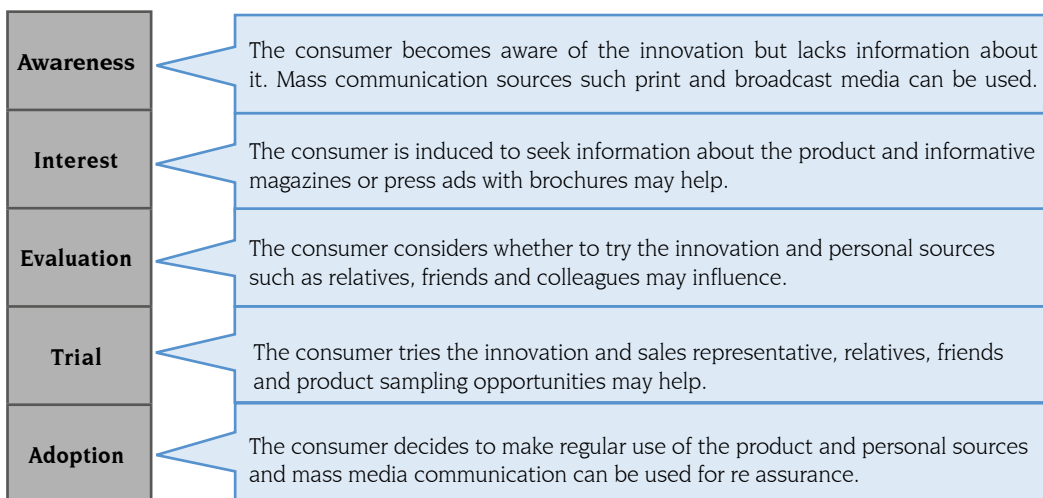 Awareness
The consumer becomes aware of the innovation but lacks information about
it. Mass communication sources such print and broadcast media can be used.
Interest
The consumer is induced to seek information about the product and informative
magazines or press ads with brochures may help.
Evaluation
The consumer considers whether to try the innovation and personal sources
such as relatives, friends and colleagues may influence.
Trial
The consumer tries the innovation and sales representative, relatives, friends
and product sampling opportunities may help.
Adoption
The consumer decides to make regular use of the product and personal sources
and mass media communication can be used for re assurance.